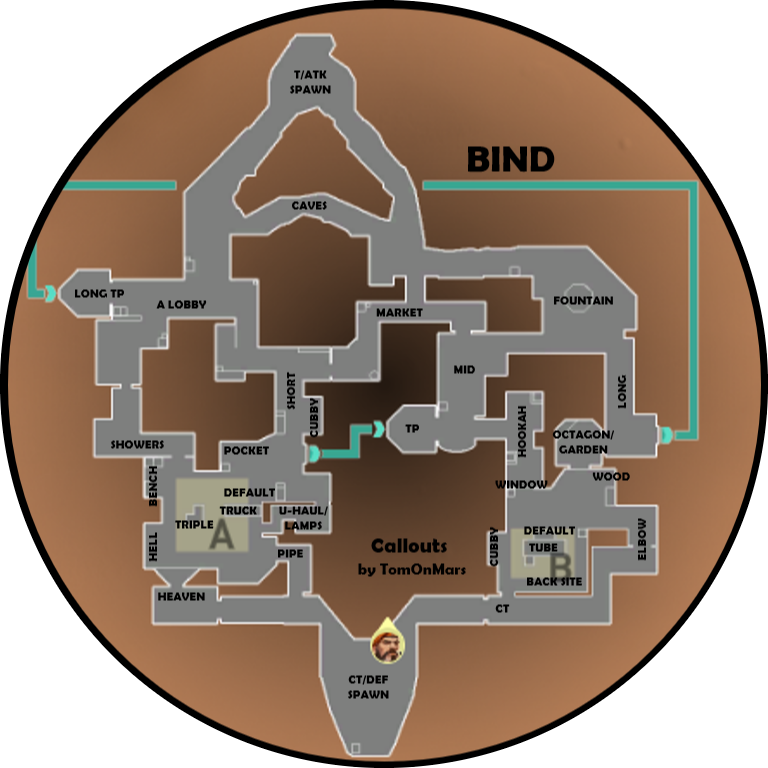 T/ATK
SPAWN
BIND
CAVES
LONG TP
A LOBBY
FOUNTAIN
MARKET
MID
SHORT
LONG
CUBBY
TP
HOOKAH
OCTAGON/
GARDEN
SHOWERS
POCKET
BENCH
WINDOW
WOOD
DEFAULT
TRUCK
U-HAUL/
LAMPS
TRIPLE
A
HELL
PIPE
Callouts
by TomOnMars
CUBBY
DEFAULT
TUBE
B
BACK SITE
ELBOW
HEAVEN
CT
CT/DEF
SPAWN